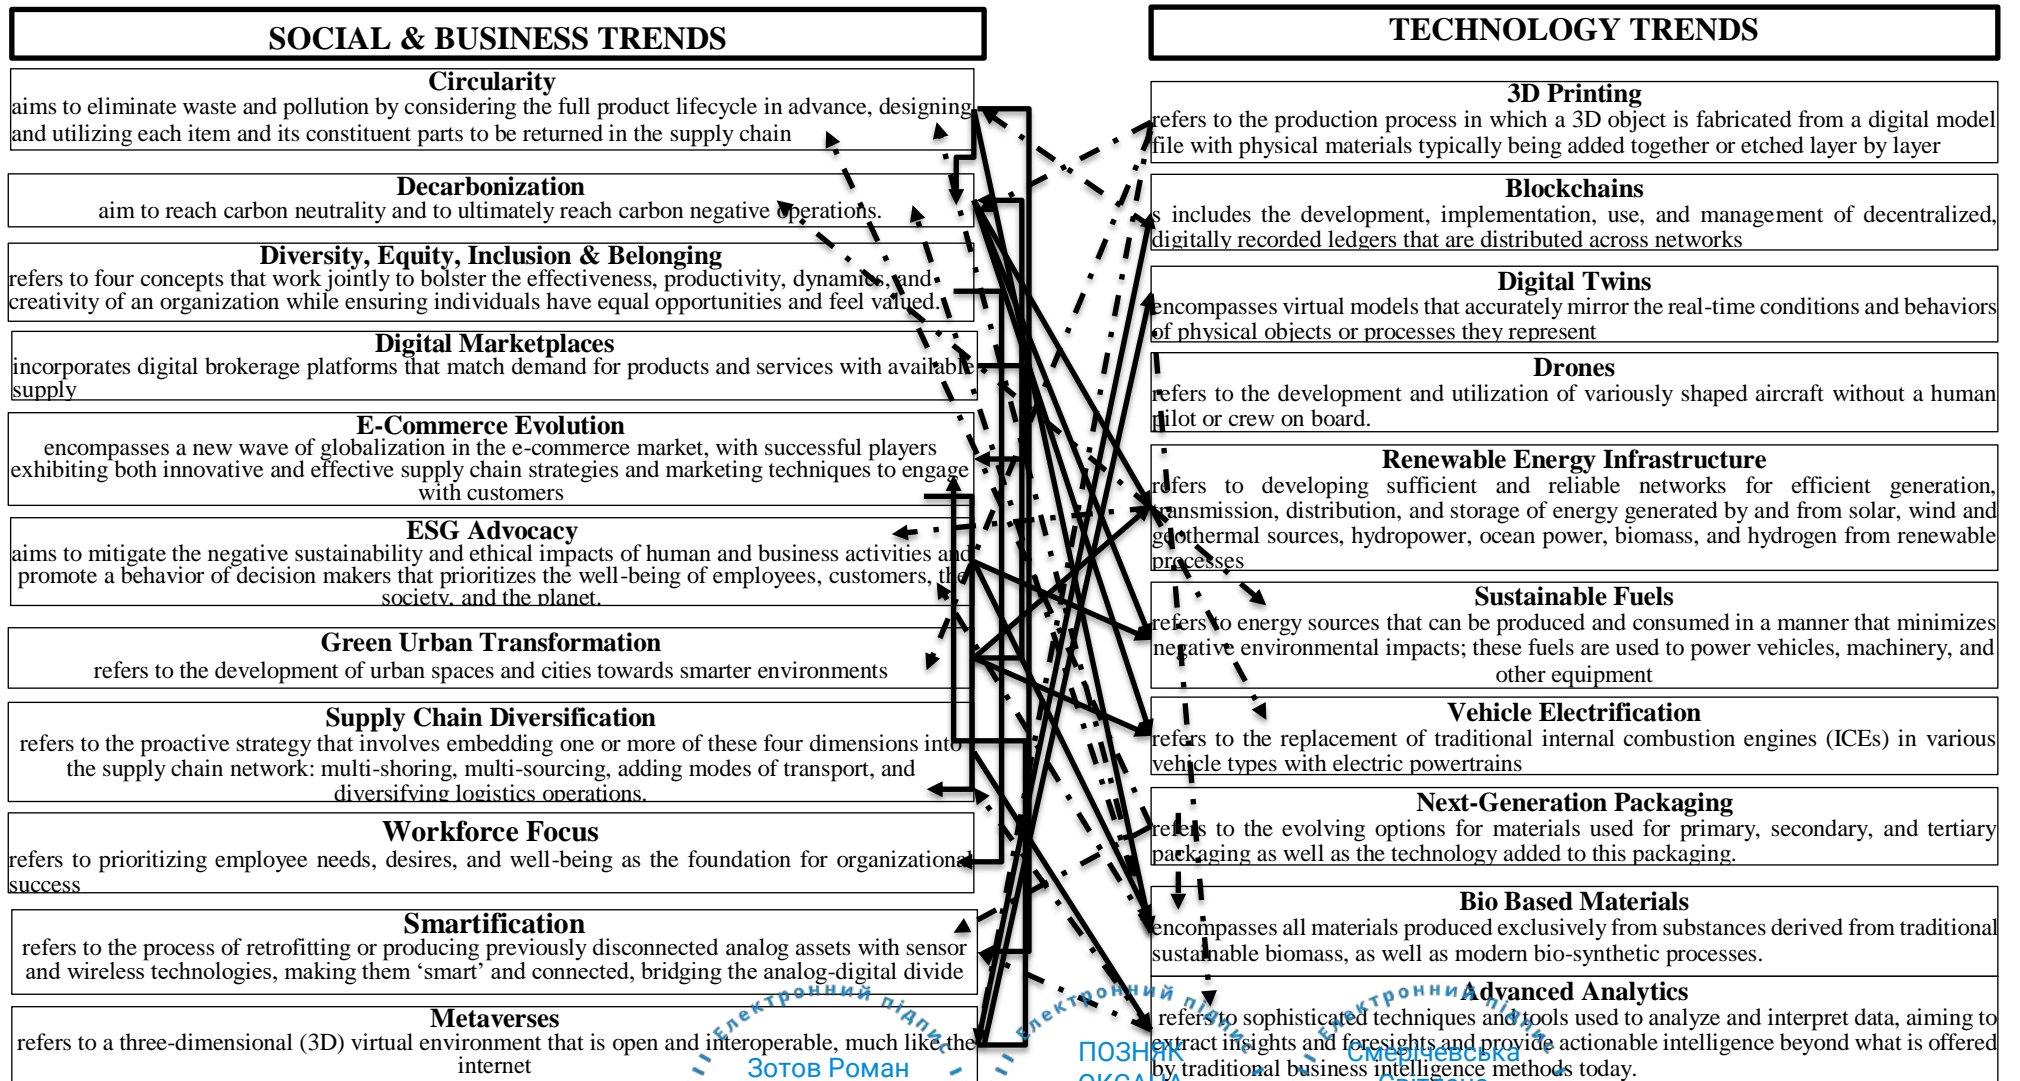 SOCIAL & BUSINESS TRENDS
Circularity
aims to eliminate waste and pollution by considering the full product lifecycle in advance, designing
and utilizing each item and its constituent parts to be returned in the supply chain
Decarbonization
aim to reach carbon neutrality and to ultimately reach carbon negative operations.
Diversity, Equity, Inclusion & Belonging
refers to four concepts that work jointly to bolster the effectiveness, productivity, dynamics, and
creativity of an organization while ensuring individuals have equal opportunities and feel valued.
Digital Marketplaces
incorporates digital brokerage platforms that match demand for products and services with available
supply
E-Commerce Evolution
encompasses a new wave of globalization in the e-commerce market, with successful players
exhibiting both innovative and effective supply chain strategies and marketing techniques to engage
with customers
ESG Advocacy
aims to mitigate the negative sustainability and ethical impacts of human and business activities and
promote a behavior of decision makers that prioritizes the well-being of employees, customers, the
society, and the planet.
Green Urban Transformation
refers to the development of urban spaces and cities towards smarter environments
Supply Chain Diversification
refers to the proactive strategy that involves embedding one or more of these four dimensions into
the supply chain network: multi-shoring, multi-sourcing, adding modes of transport, and
diversifying logistics operations.
Workforce Focus
refers to prioritizing employee needs, desires, and well-being as the foundation for organizational
success
Smartification
refers to the process of retrofitting or producing previously disconnected analog assets with sensor
and wireless technologies, making them ‘smart’ and connected, bridging the analog-digital divide
Metaverses
refers to a three-dimensional (3D) virtual environment that is open and interoperable, much like the
internet
TECHNOLOGY TRENDS
3D Printing
refers to the production process in which a 3D object is fabricated from a digital model
file with physical materials typically being added together or etched layer by layer
Blockchains
s includes the development, implementation, use, and management of decentralized,
digitally recorded ledgers that are distributed across networks
Digital Twins
encompasses virtual models that accurately mirror the real-time conditions and behaviors
of physical objects or processes they represent
Drones
refers to the development and utilization of variously shaped aircraft without a human
pilot or crew on board.
Renewable Energy Infrastructure
refers to developing sufficient and reliable networks for efficient generation,
transmission, distribution, and storage of energy generated by and from solar, wind and
geothermal sources, hydropower, ocean power, biomass, and hydrogen from renewable
processes
Sustainable Fuels
refers to energy sources that can be produced and consumed in a manner that minimizes
negative environmental impacts; these fuels are used to power vehicles, machinery, and
other equipment
Vehicle Electrification
refers to the replacement of traditional internal combustion engines (ICEs) in various
vehicle types with electric powertrains
Next-Generation Packaging
refers to the evolving options for materials used for primary, secondary, and tertiary
packaging as well as the technology added to this packaging.
Bio Based Materials
encompasses all materials produced exclusively from substances derived from traditional
sustainable biomass, as well as modern bio-synthetic processes.
Advanced Analytics
refers to sophisticated techniques and tools used to analyze and interpret data, aiming to
extract insights and foresights and provide actionable intelligence beyond what is offered
by traditional business intelligence methods today.
Електронний підпис
Зотов Роман
Електронний підпис
ПОЗНЯК
ОКСАНА
Електронний підпис
Смерічевська
Світлана